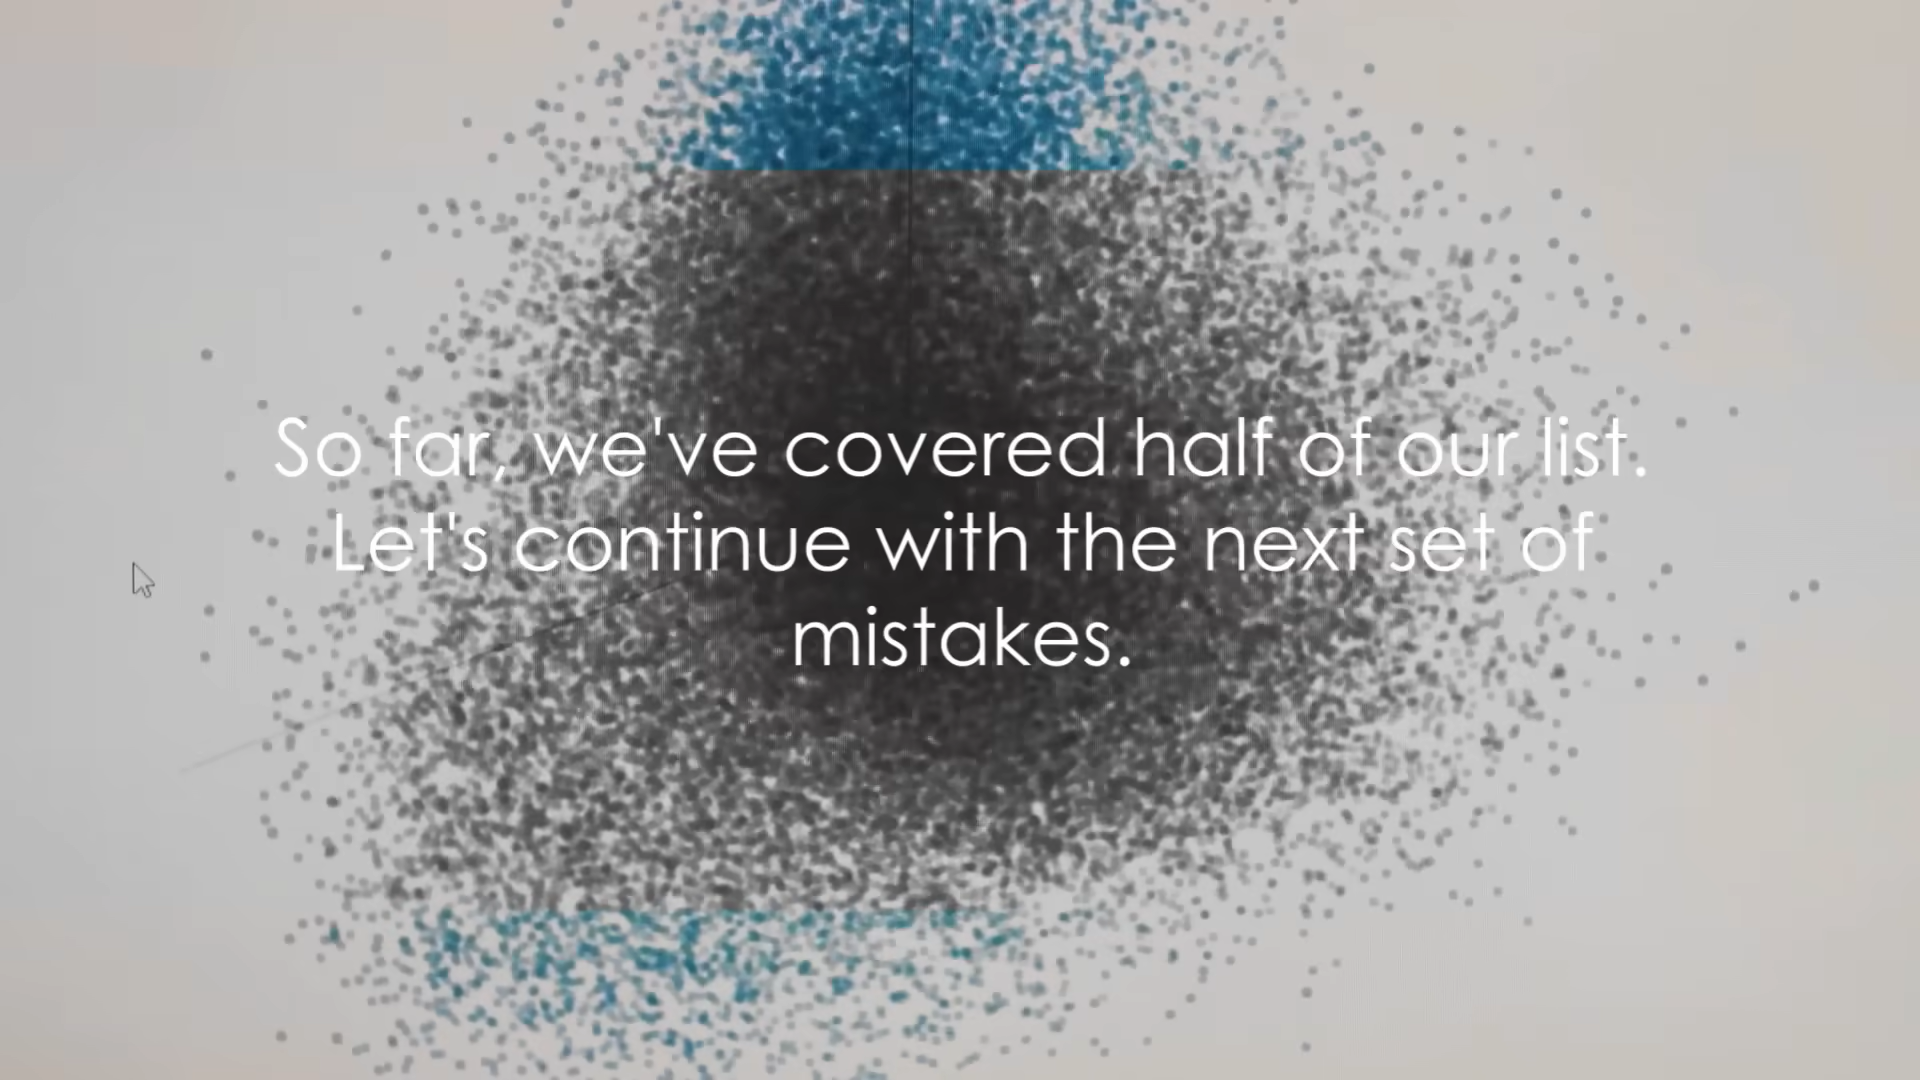 So far, we've covered half of our list.
Let's continue with the next set of
mistakes.